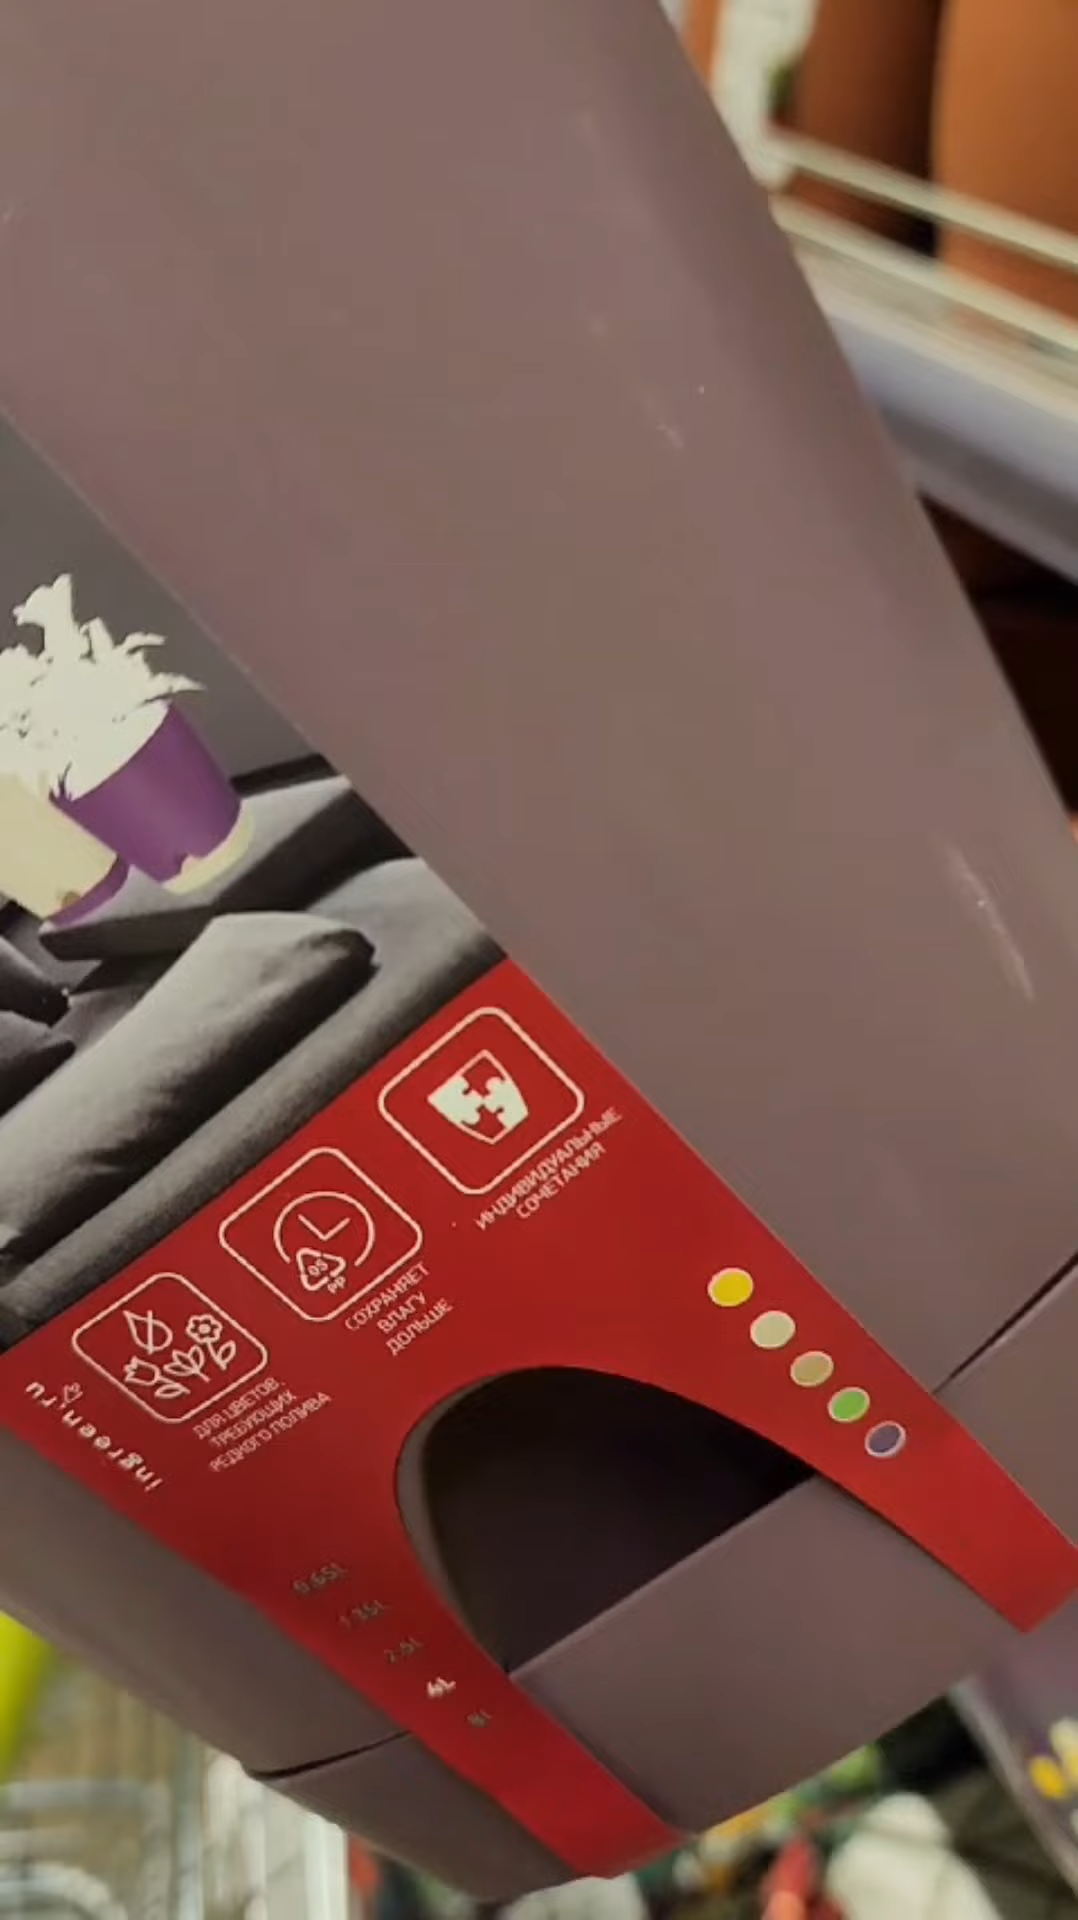 ИНДИВИДУАЛЬНЫЕ
СОЧЕТАНИЯ
05
PP
СОХРАНЯЕТ
ВЛАГУ
ДОЛЬШЕ
ДЛЯ ЦВЕТОВ,
ТРЕБУЮЩИХ
РЕДКОГО ПОЛИВА
ingreen.ru
0.65L
1.35L
2.5L
4L
8L